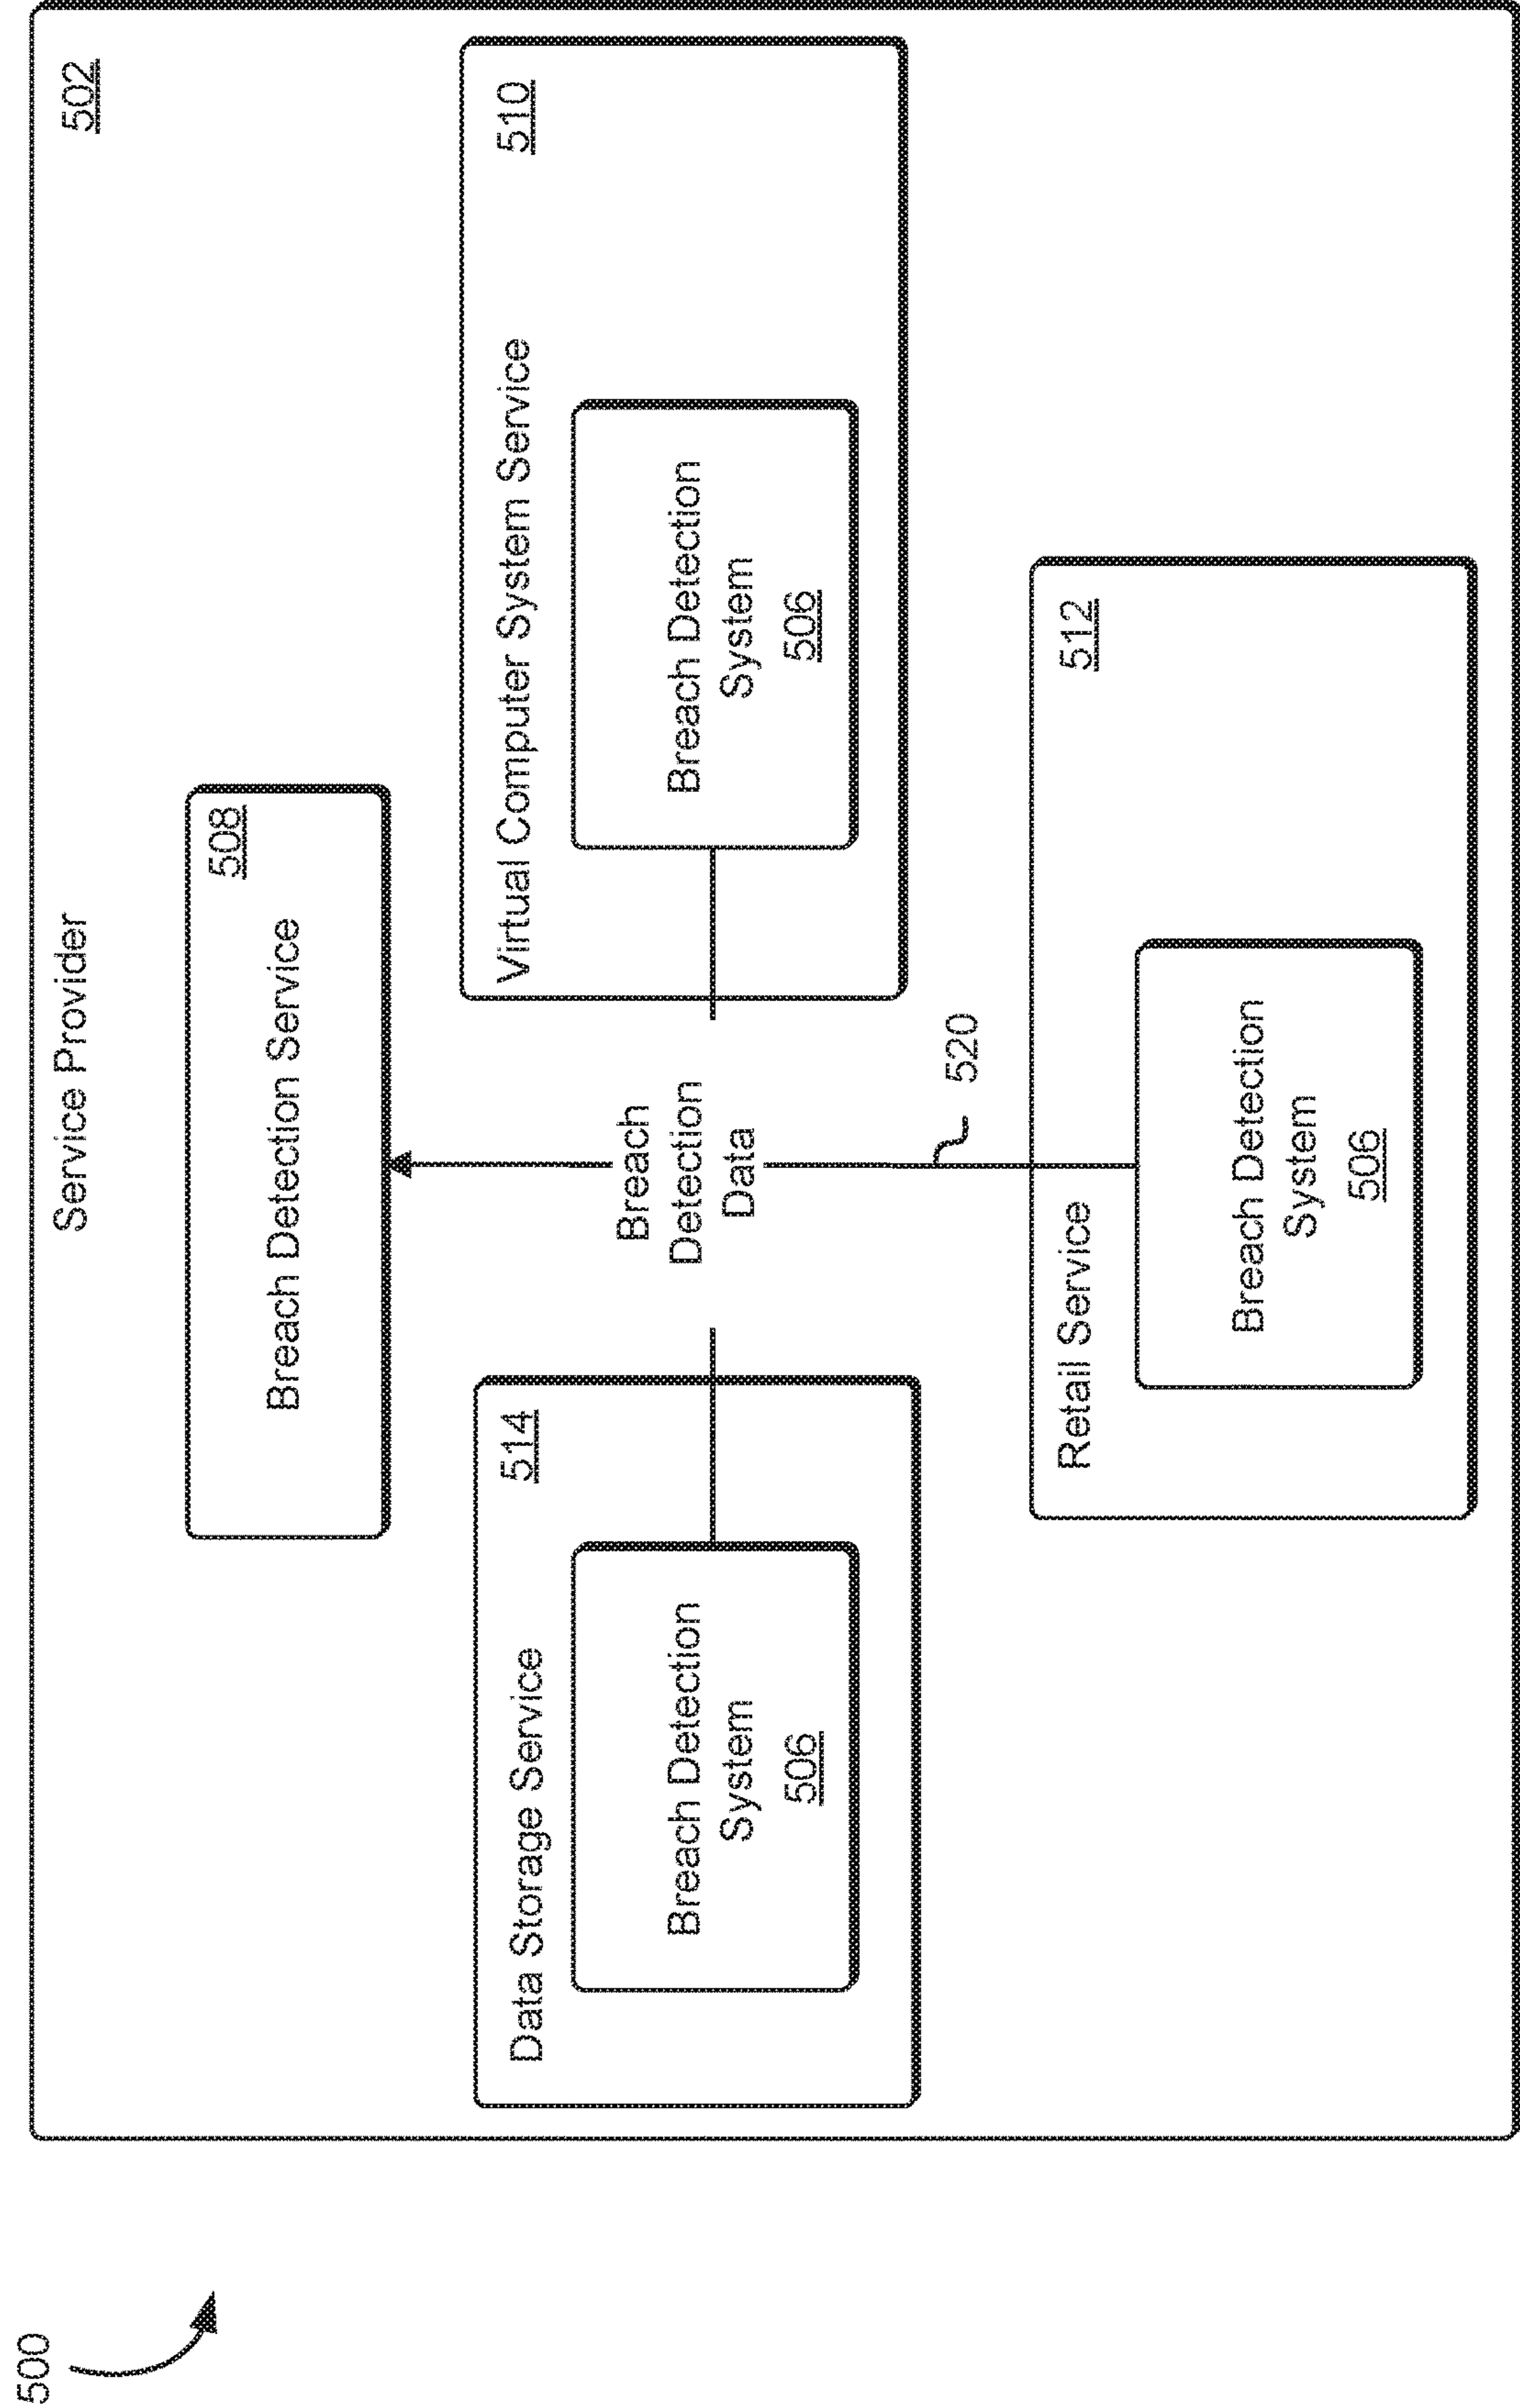 500
Service Provider
502
508
Breach Detection Service
Data Storage Service
514
Breach Detection
System
506
Breach
Detection
Data
Virtual Computer System Service
510
Breach Detection
System
506
520
Retail Service
512
Breach Detection
System
506